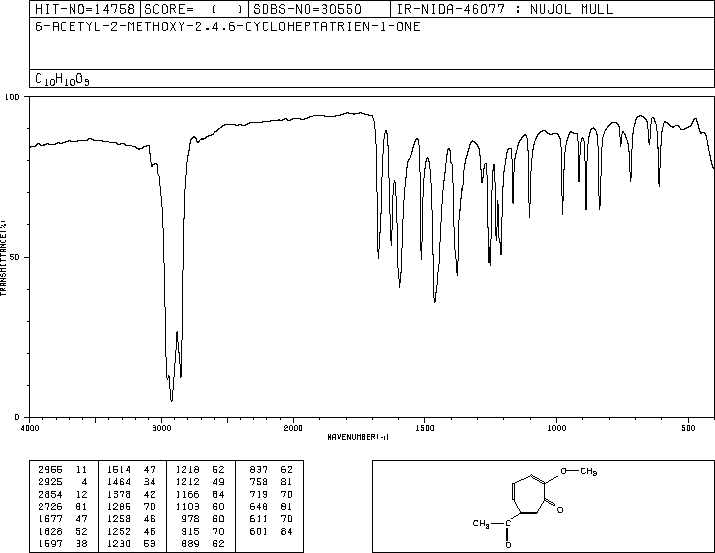 HIT-NO=14758 SCORE= ( ) SDBS-NO=30550 IR-NIDA-46077 : NUJOL MULL
6-ACETYL-2-METHOXY-2.4.6-CYCLOHEPTATRIEN-1-ONE
C10H10O3
100
50
0
TRANSMITTANCE(%)
4000 3000 2000 1500 1000 500
WAVENUMBER(-1)
2955 11 1514 47 1218 52 837 62
2925 4 1464 34 1212 49 758 81
2854 12 1378 42 1166 64 719 70
2726 81 1286 70 1103 60 648 81
1677 47 1258 46 978 60 611 70
1628 52 1252 46 915 70 601 84
1597 38 1230 53 889 62
O-CH3
O
CH3-C
O